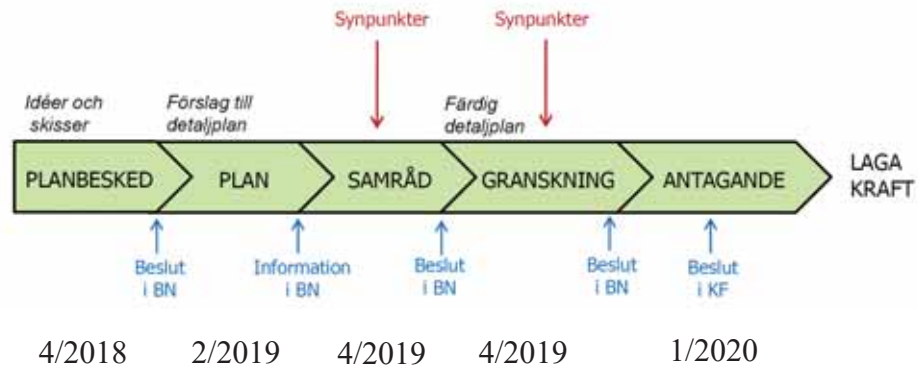 Synpunkter Synpunkter
Idéer och
skisser
Förslag till
detaljplan
Färdig
detaljplan
PLANBESKED PLAN SAMRÅD GRANSKNING ANTAGANDE
LAGA
KRAFT
Beslut
i BN
Information
i BN
Beslut
i BN
Beslut
i BN
Beslut
i KF
4/2018 2/2019 4/2019 4/2019 1/2020